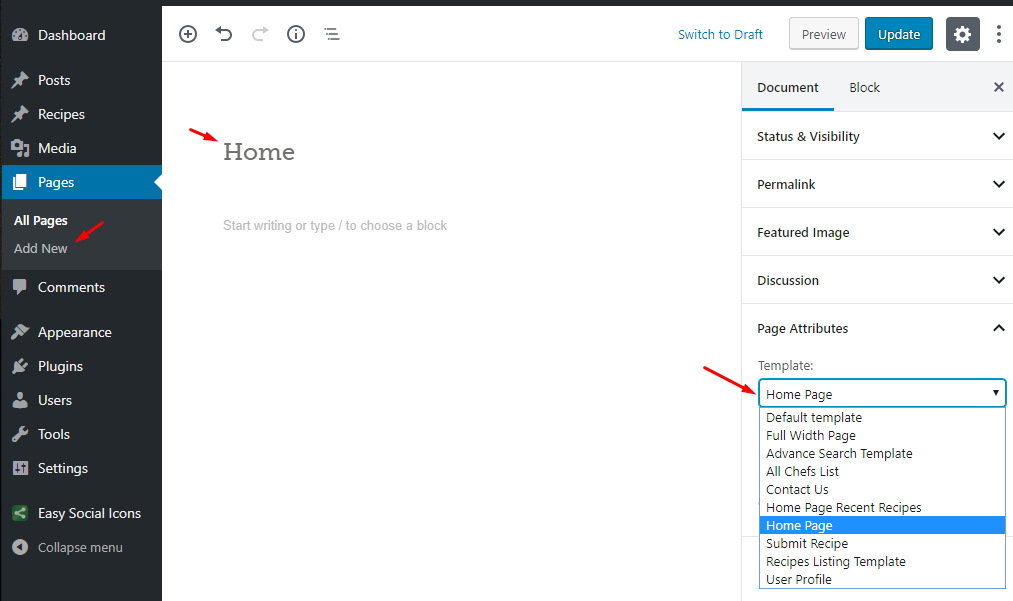 Dashboard
Posts
Recipes
Media
Pages
All Pages
Add New
Comments
Appearance
Plugins
Users
Tools
Settings
Easy Social Icons
Collapse menu
Switch to Draft
Preview
Update
Home
Start writing or type / to choose a block
Document
Block
Status & Visibility
Permalink
Featured Image
Discussion
Page Attributes
Template:
Home Page
Default template
Full Width Page
Advance Search Template
All Chefs List
Contact Us
Home Page Recent Recipes
Home Page
Submit Recipe
Recipes Listing Template
User Profile